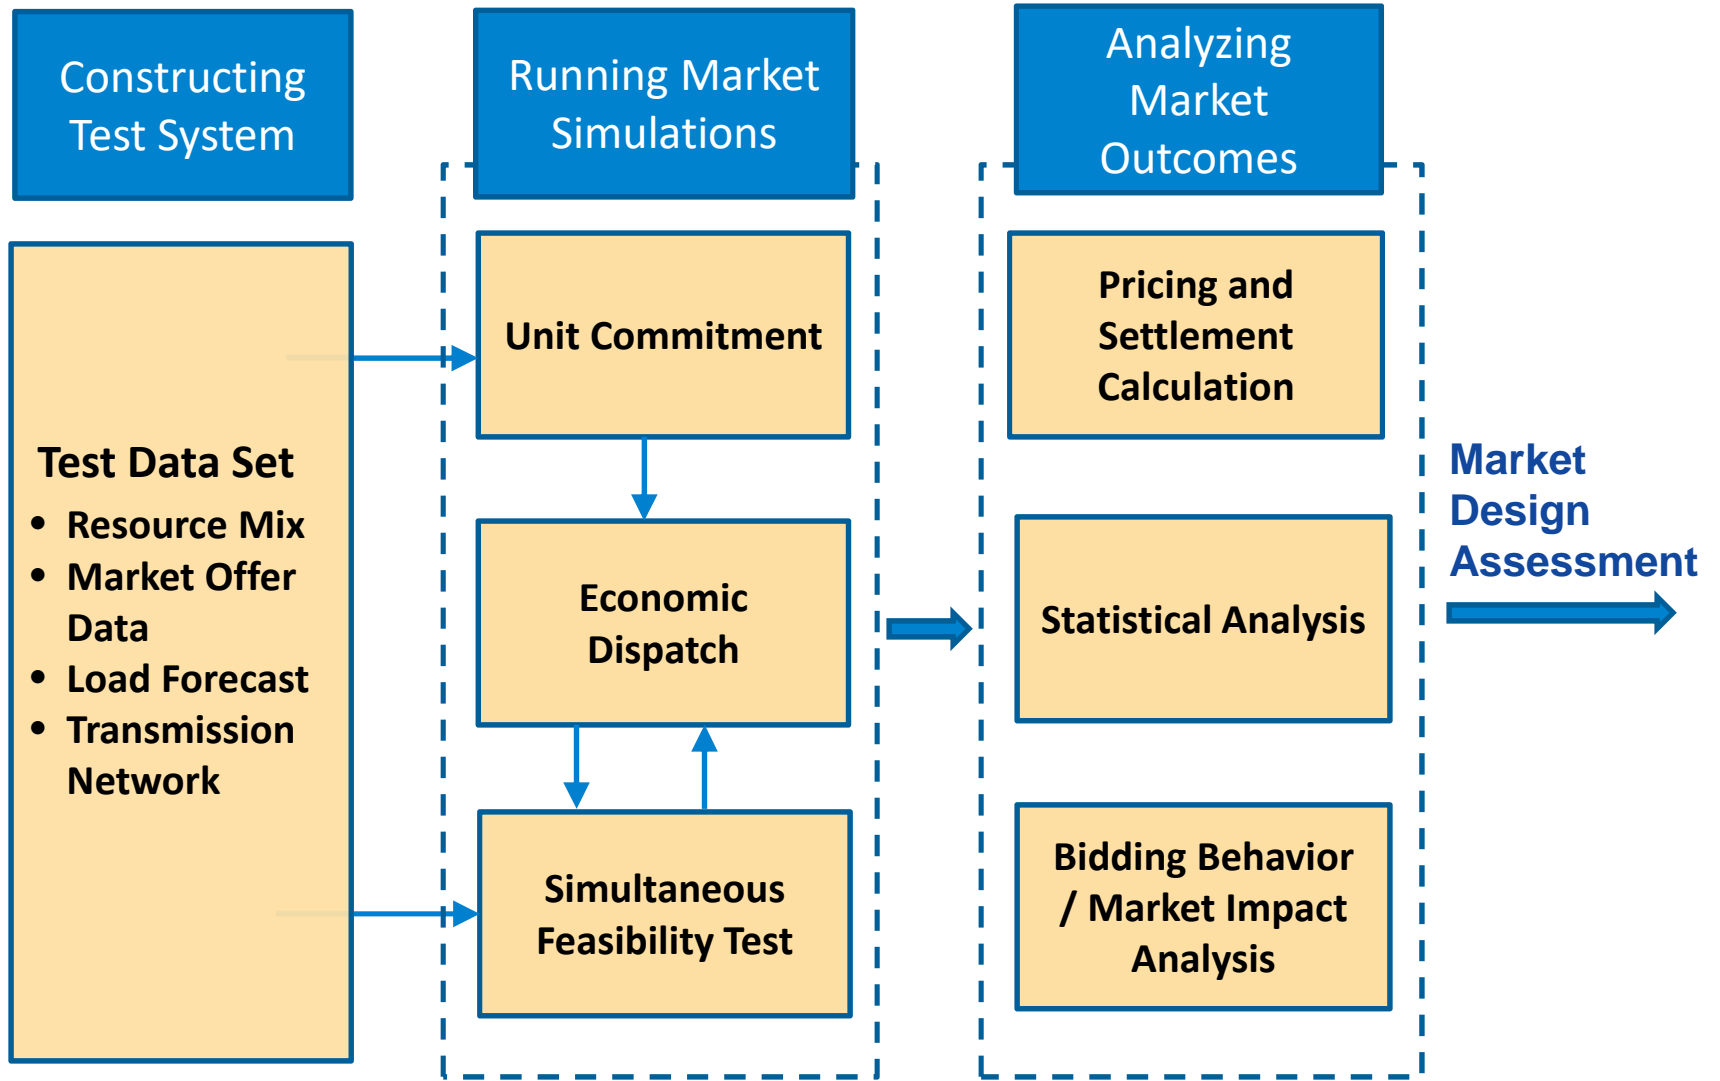 Constructing
Test System
Running Market
Simulations
Analyzing
Market
Outcomes
Test Data Set
• Resource Mix
• Market Offer
Data
• Load Forecast
• Transmission
Network
Unit Commitment
Economic
Dispatch
Simultaneous
Feasibility Test
Pricing and
Settlement
Calculation
Statistical Analysis
Bidding Behavior
/ Market Impact
Analysis
Market
Design
Assessment